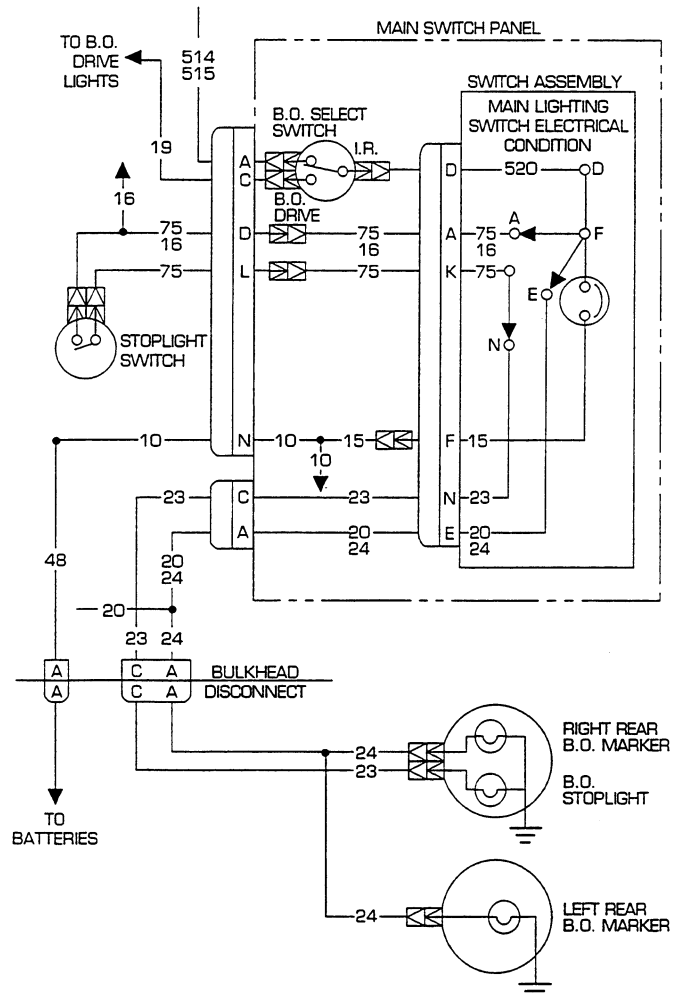 MAIN SWITCH PANEL
TO B.O.
DRIVE
LIGHTS
514
515
SWITCH ASSEMBLY
MAIN LIGHTING
SWITCH ELECTRICAL
CONDITION
B.O. SELECT
SWITCH
I.R.
19
A
C
D
520
D
16
B.O.
DRIVE
A
75
16
D
75
16
A
75
16
F
75
L
75
K
75
E
STOPLIGHT
SWITCH
N
10
N
10
15
F
15
10
23
C
23
N
23
A
20
24
E
20
24
48
20
24
20
23
24
A
C
A
BULKHEAD
A
C
A
DISCONNECT
24
23
RIGHT REAR
B.O. MARKER
B.O.
STOPLIGHT
TO
BATTERIES
24
LEFT REAR
B.O. MARKER